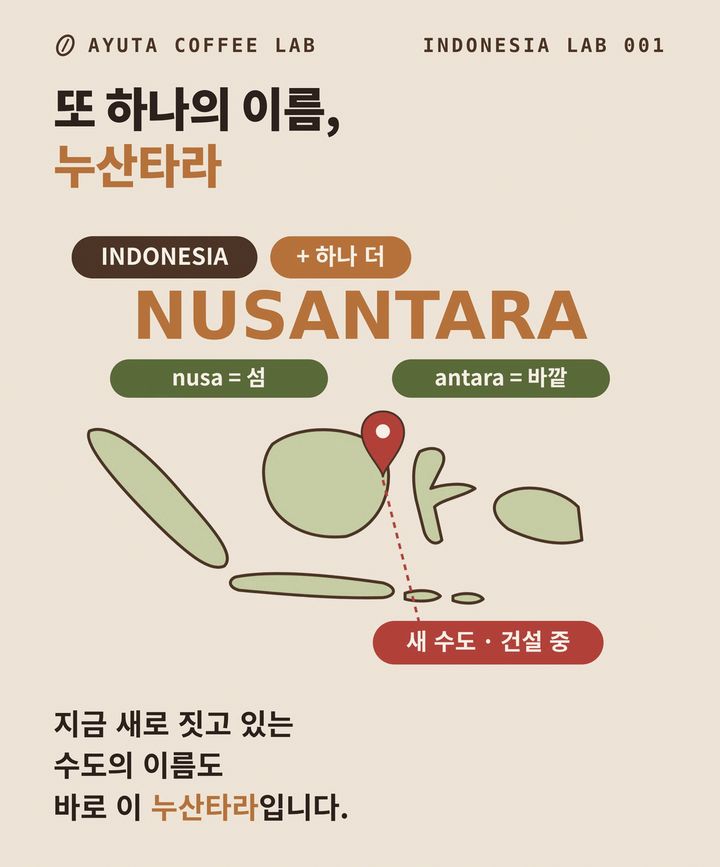 AYUTA COFFEE LAB
INDONESIA LAB 001
또 하나의 이름,
누산타라
INDONESIA
+ 하나 더
NUSANTARA
nusa = 섬
antara = 바깥
새 수도 · 건설 중
지금 새로 짓고 있는
수도의 이름도
바로 이 누산타라입니다.